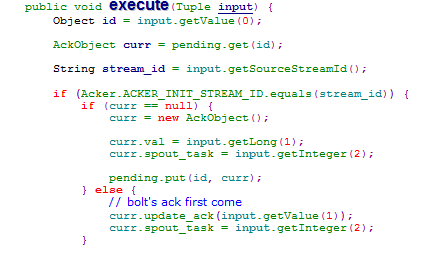 public void execute(Tuple input) {
Object id = input.getValue(0);
AckObject curr = pending.get(id);
String stream_id = input.getSourceStreamId();
if (Acker.ACKER_INIT_STREAM_ID.equals(stream_id)) {
if (curr == null) {
curr = new AckObject();
curr.val = input.getLong(1);
curr.spout_task = input.getInteger(2);
pending.put(id, curr);
} else {
// bolt's ack first come
curr.update_ack(input.getValue(1));
curr.spout_task = input.getInteger(2);
}